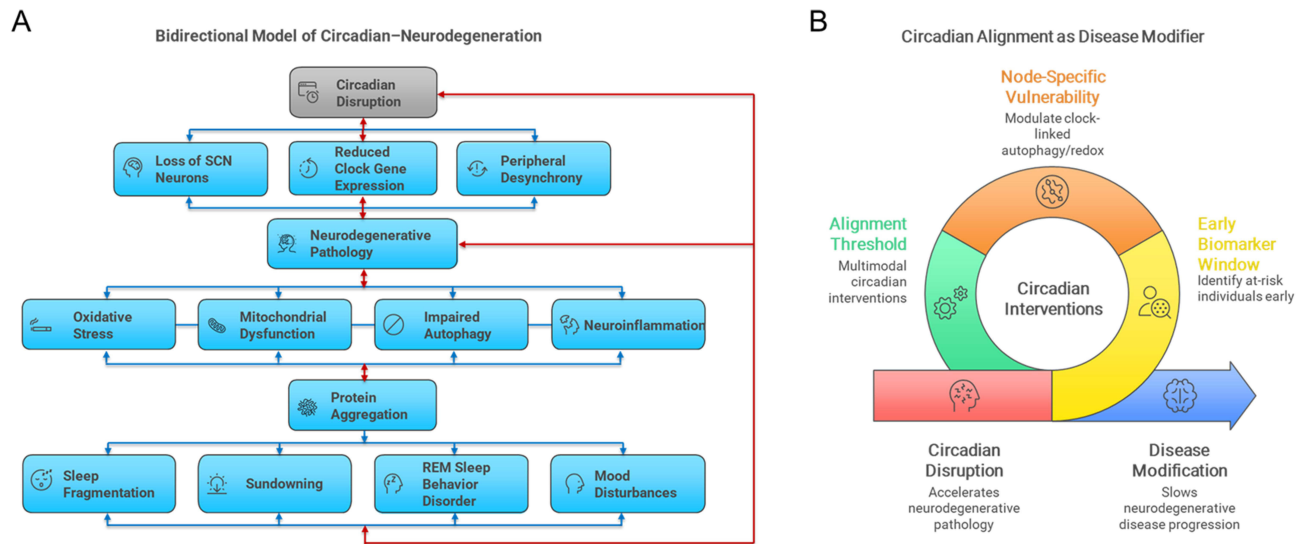 A
Bidirectional Model of Circadian–Neurodegeneration
Circadian
Disruption
Loss of SCN
Neurons
Reduced
Clock Gene
Expression
Peripheral
Desynchrony
Neurodegenerative
Pathology
Oxidative
Stress
Mitochondrial
Dysfunction
Impaired
Autophagy
Neuroinflammation
Protein
Aggregation
Sleep
Fragmentation
Sundowning
REM Sleep
Behavior
Disorder
Mood
Disturbances
B
Circadian Alignment as Disease Modifier
Node-Specific
Vulnerability
Modulate clock-
linked
autophagy/redox
Alignment
Threshold
Multimodal
circadian
interventions
Early
Biomarker
Window
Identify at-risk
individuals early
Circadian
Interventions
Circadian
Disruption
Accelerates
neurodegenerative
pathology
Disease
Modification
Slows
neurodegenerative
disease progression